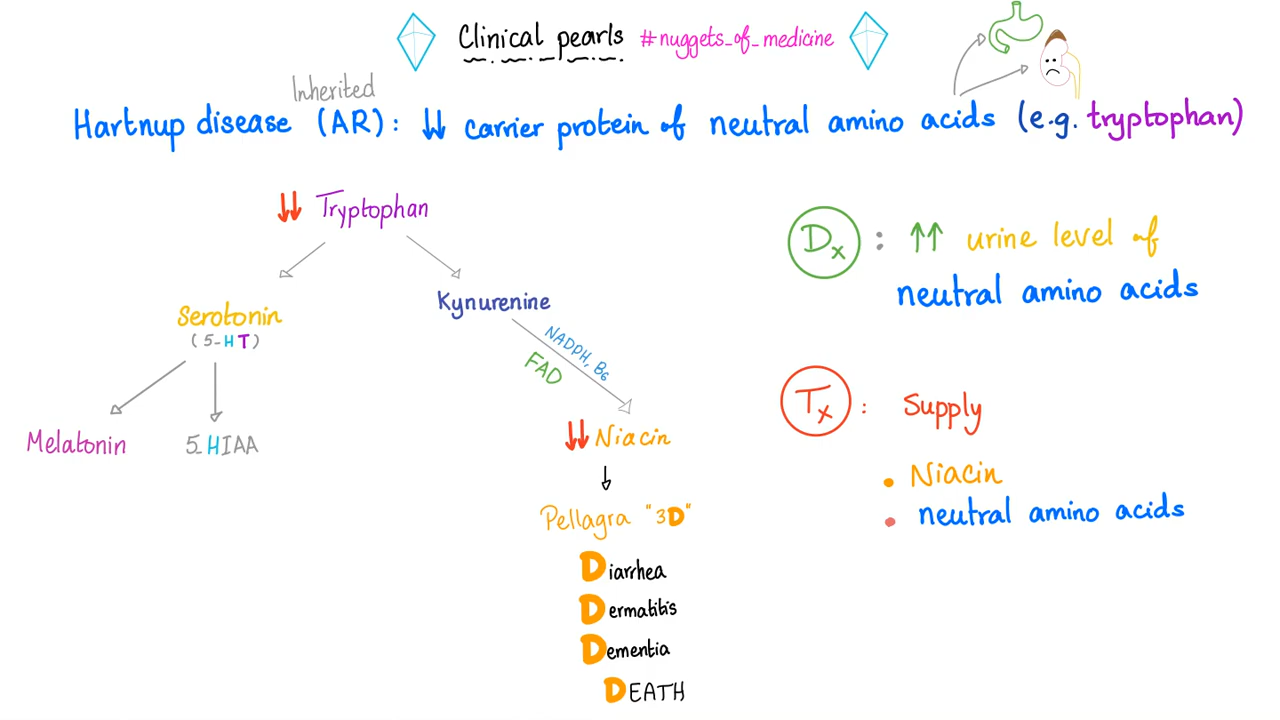 Clinical pearls #nuggets_of_medicine
Inherited
Hartnup disease (AR): ↓↓ carrier protein of neutral amino acids (e.g. tryptophan)
↓↓ Tryptophan
Serotonin
(5-HT)
Kynurenine
NADPH, B6
FAD
Melatonin
5-HIAA
↓↓ Niacin
↓
Pellagra "3D"
Diarrhea
Dermatitis
Dementia
DEATH
Dx : ↑↑ urine level of
neutral amino acids
Tx : Supply
• Niacin
• neutral amino acids